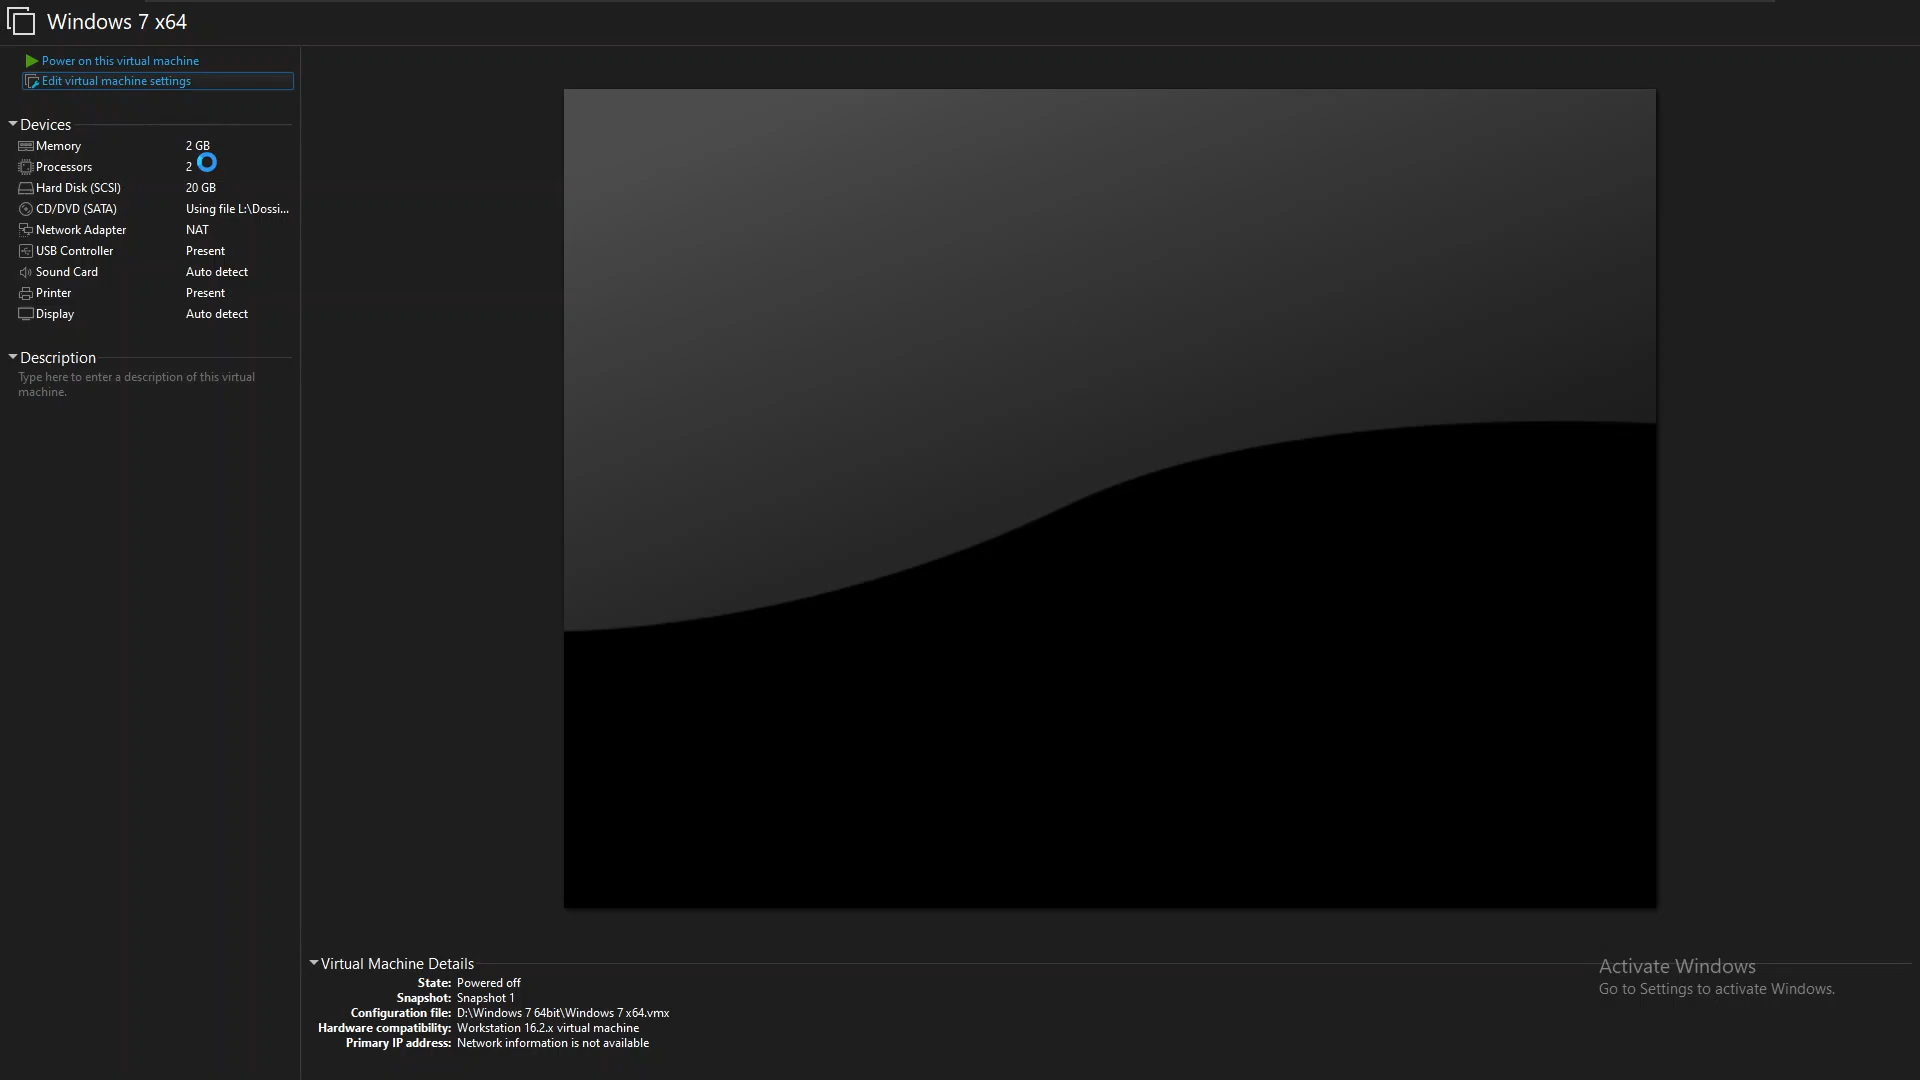 Windows 7 x64
Power on this virtual machine
Edit virtual machine settings
Devices
Memory 2 GB
Processors 2
Hard Disk (SCSI) 20 GB
CD/DVD (SATA) Using file L:\Dossi...
Network Adapter NAT
USB Controller Present
Sound Card Auto detect
Printer Present
Display Auto detect
Description
Type here to enter a description of this virtual
machine.
Virtual Machine Details
State: Powered off
Snapshot: Snapshot 1
Configuration file: D:\Windows 7 64bit\Windows 7 x64.vmx
Hardware compatibility: Workstation 16.2.x virtual machine
Primary IP address: Network information is not available
Activate Windows
Go to Settings to activate Windows.